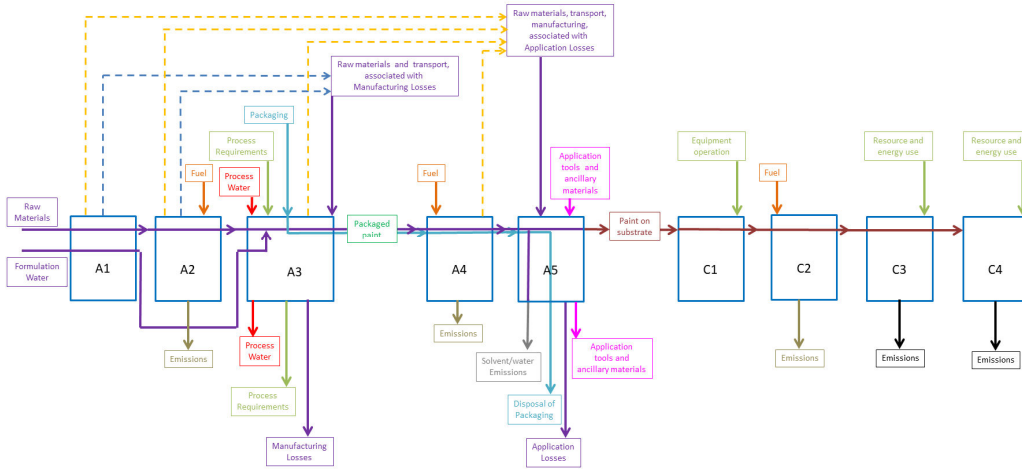 Raw materials, transport,
manufacturing,
associated with
Application Losses
Raw materials and transport,
associated with
Manufacturing Losses
Packaging
Process
Requirements
Fuel
Process
Water
Fuel
Application
tools and
ancillary
materials
Equipment
operation
Fuel
Resource and
energy use
Resource and
energy use
Raw
Materials
Formulation
Water
Packaged
paint
Paint on
substrate
A1
A2
A3
A4
A5
C1
C2
C3
C4
Emissions
Process
Water
Process
Requirements
Manufacturing
Losses
Emissions
Solvent/water
Emissions
Application
tools and
ancillary materials
Disposal of
Packaging
Application
Losses
Emissions
Emissions
Emissions